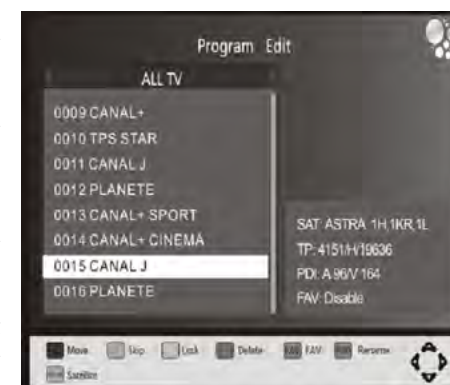 Program Edit
ALL TV
0009 CANAL+
0010 TPS STAR
0011 CANAL J
0012 PLANETE
0013 CANAL+ SPORT
0014 CANAL+ CINEMA
0015 CANAL J
0016 PLANETE
SAT: ASTRA 1H,1KR,1L
TP: 4151/H/19636
PDI: A 96/V 164
FAV: Disable
Move Skip Lock Delete FAV Rename
Satellite